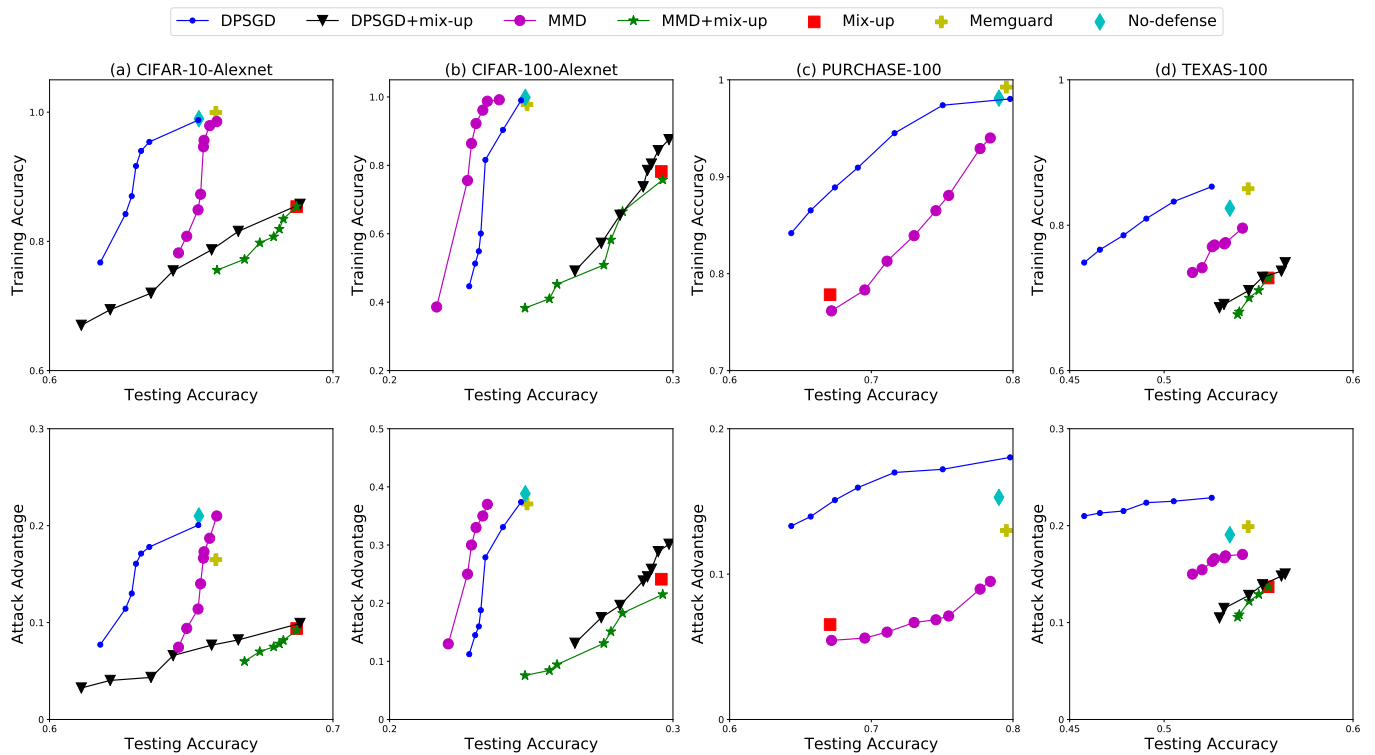 DPSGD DPSGD+mix-up MMD MMD+mix-up Mix-up Memguard No-defense
(a) CIFAR-10-Alexnet
Training Accuracy
1.0
0.8
0.6
0.6 0.7
Testing Accuracy
(b) CIFAR-100-Alexnet
Training Accuracy
1.0
0.8
0.6
0.4
0.2
0.2 0.3
Testing Accuracy
(c) PURCHASE-100
Training Accuracy
1
0.9
0.8
0.7
0.6 0.7 0.8
Testing Accuracy
(d) TEXAS-100
Training Accuracy
1
0.8
0.6
0.45 0.5 0.6
Testing Accuracy
Attack Advantage
0.3
0.2
0.1
0
0.6 0.7
Testing Accuracy
Attack Advantage
0.5
0.4
0.3
0.2
0.1
0
0.2 0.3
Testing Accuracy
Attack Advantage
0.2
0.1
0
0.6 0.7 0.8
Testing Accuracy
Attack Advantage
0.3
0.2
0.1
0
0.45 0.5 0.6
Testing Accuracy